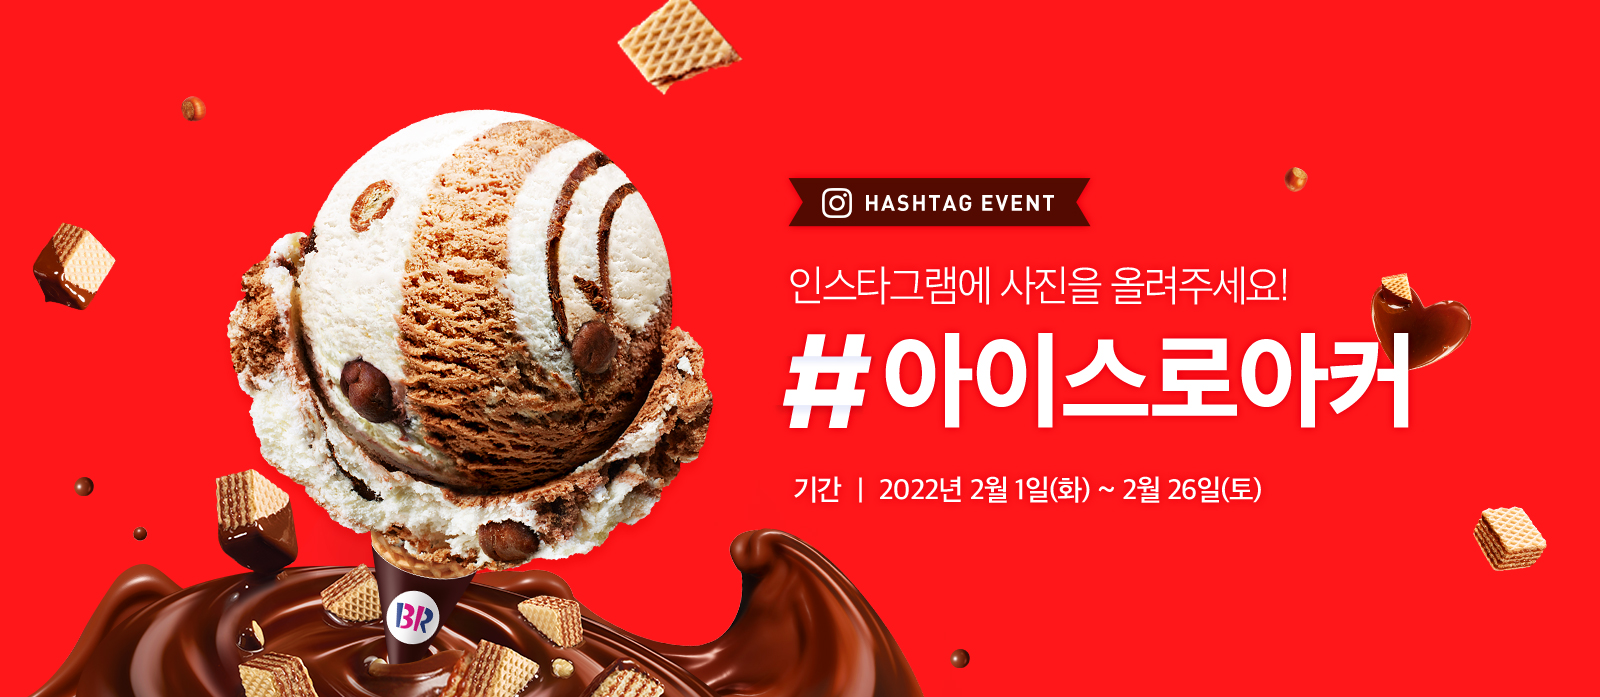 HASHTAG EVENT
인스타그램에 사진을 올려주세요!
#아이스로아커
기간 | 2022년 2월 1일(화) ~ 2월 26일(토)
BR